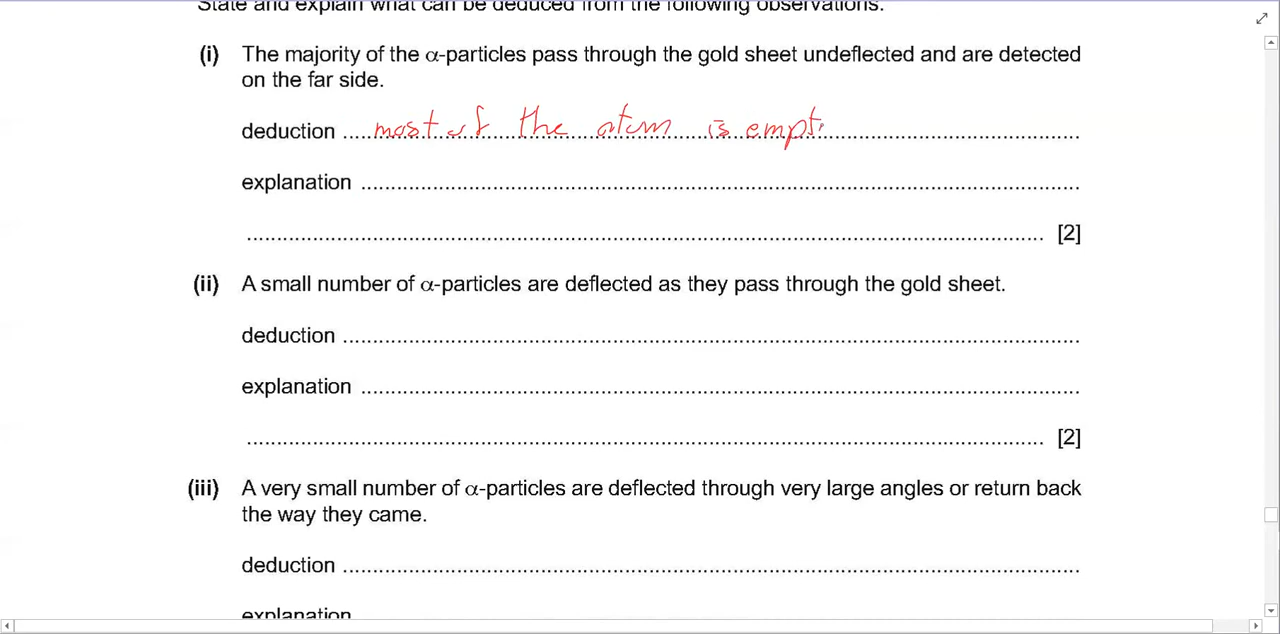 State and explain what can be deduced from the following observations.
(i) The majority of the α-particles pass through the gold sheet undeflected and are detected
on the far side.
deduction most of the atom is empt
explanation
[2]
(ii) A small number of α-particles are deflected as they pass through the gold sheet.
deduction
explanation
[2]
(iii) A very small number of α-particles are deflected through very large angles or return back
the way they came.
deduction
explanation